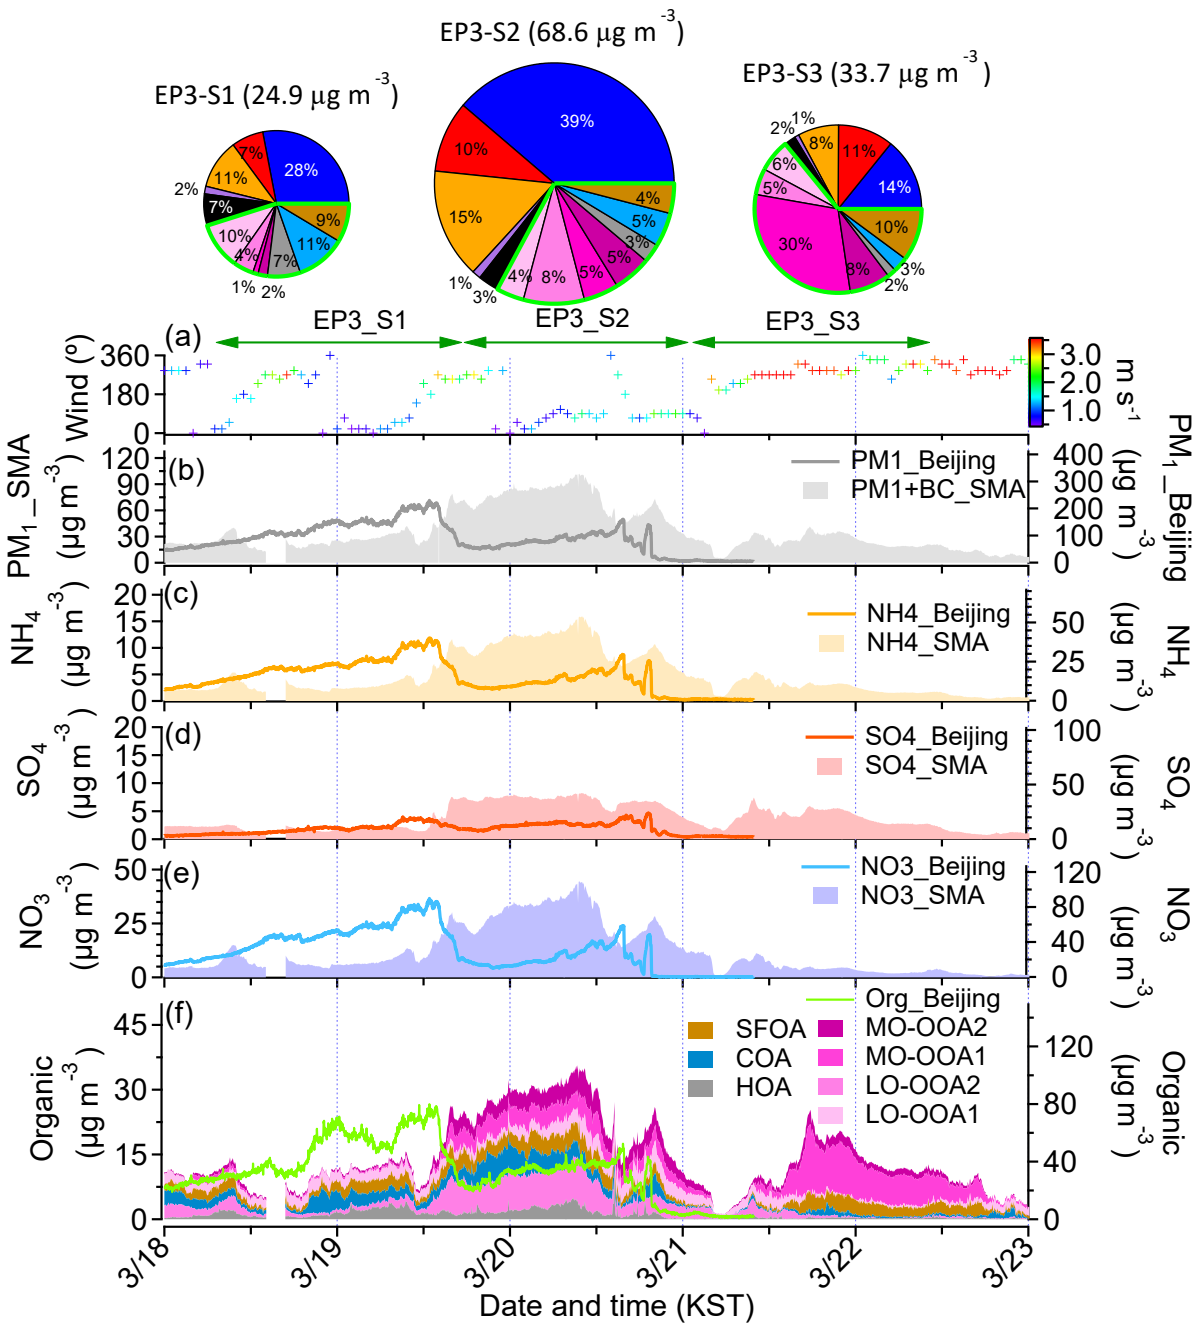 EP3-S2 (68.6 µg m⁻³)
EP3-S1 (24.9 µg m⁻³)
EP3-S3 (33.7 µg m⁻³)
28%
7%
11%
2%
7%
10%
4%
1%
2%
7%
11%
9%
39%
10%
15%
1%
3%
4%
8%
5%
5%
3%
5%
4%
14%
11%
8%
1%
2%
6%
5%
30%
8%
2%
3%
10%
EP3_S1
EP3_S2
EP3_S3
(a)
Wind (º)
360
180
0
3.0
2.0
1.0
m s⁻¹
(b)
PM₁_SMA
(µg m⁻³)
120
90
60
30
0
PM1_Beijing
PM1+BC_SMA
400
300
200
100
0
(µg m⁻³)
PM₁_Beijing
(c)
NH₄
(µg m⁻³)
20
15
10
5
0
NH4_Beijing
NH4_SMA
50
25
0
(µg m⁻³)
NH₄
(d)
SO₄
(µg m⁻³)
20
15
10
5
0
SO4_Beijing
SO4_SMA
100
80
40
0
(µg m⁻³)
SO₄
(e)
NO₃
(µg m⁻³)
50
25
0
NO3_Beijing
NO3_SMA
120
80
40
0
(µg m⁻³)
NO₃
(f)
Organic
(µg m⁻³)
45
30
15
0
Org_Beijing
SFOA
COA
HOA
MO-OOA2
MO-OOA1
LO-OOA2
LO-OOA1
120
80
40
0
(µg m⁻³)
Organic
3/18
3/19
3/20
3/21
3/22
3/23
Date and time (KST)